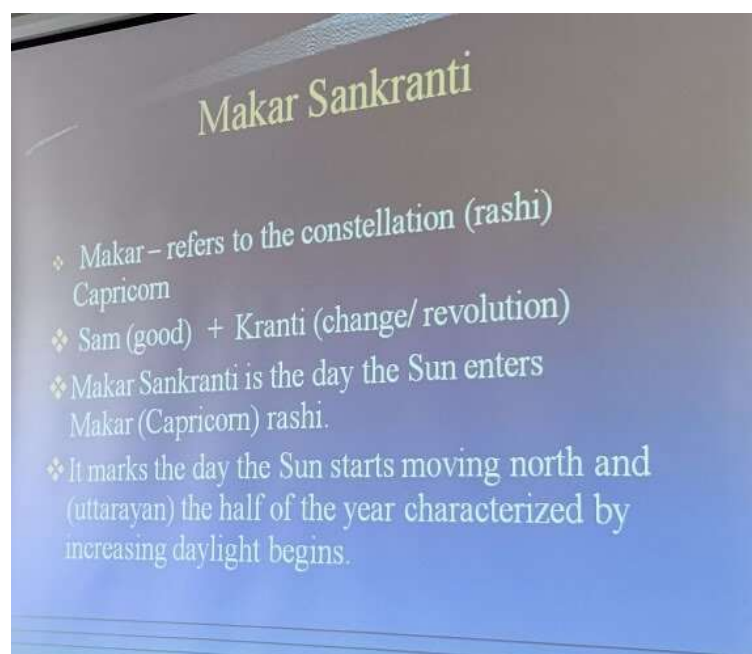 Makar Sankranti
❖ Makar – refers to the constellation (rashi)
Capricorn
❖ Sam (good) + Kranti (change/ revolution)
❖ Makar Sankranti is the day the Sun enters
Makar (Capricorn) rashi.
❖ It marks the day the Sun starts moving north and
(uttarayan) the half of the year characterized by
increasing daylight begins.